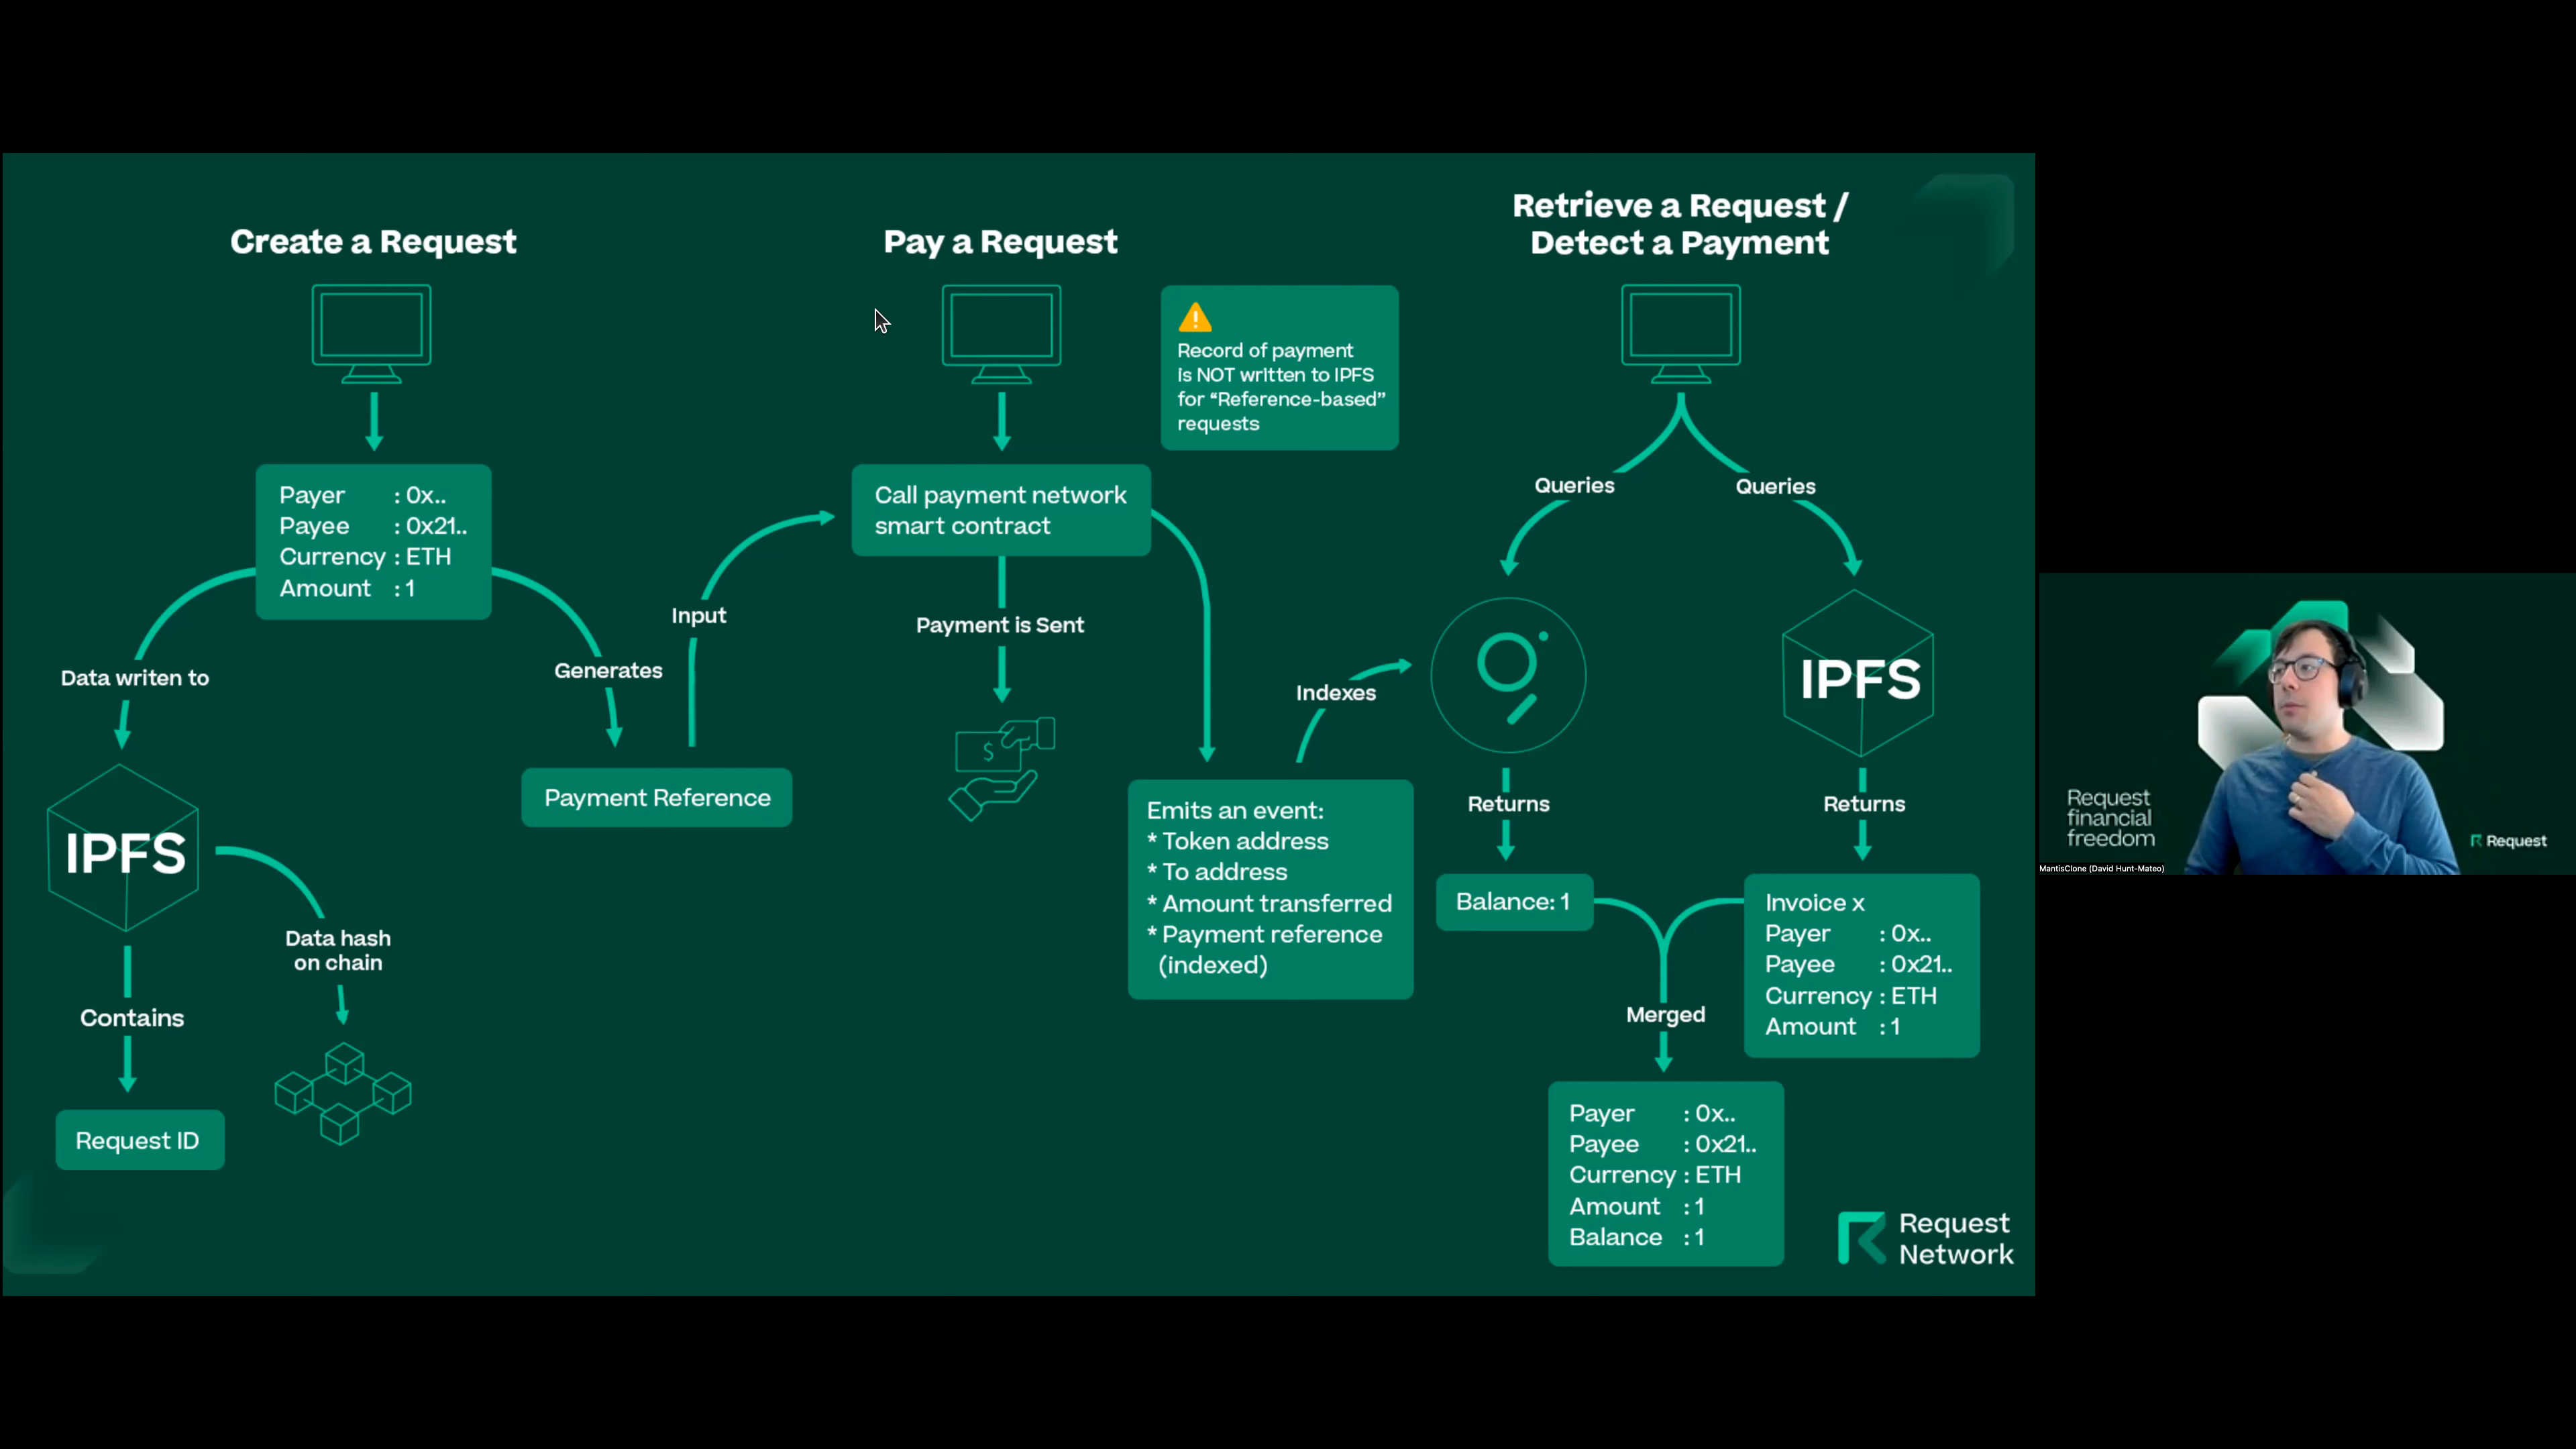 Create a Request
Payer : 0x..
Payee : 0x21..
Currency : ETH
Amount : 1
Data writen to
Generates
IPFS
Payment Reference
Data hash
on chain
Contains
Request ID
Pay a Request
⚠
Record of payment
is NOT written to IPFS
for “Reference-based”
requests
Call payment network
smart contract
Input
Payment is Sent
$
Emits an event:
* Token address
* To address
* Amount transferred
* Payment reference
(indexed)
Indexes
Retrieve a Request /
Detect a Payment
Queries
Queries
IPFS
Returns
Returns
Balance: 1
Invoice x
Payer : 0x..
Payee : 0x21..
Currency : ETH
Amount : 1
Merged
Payer : 0x..
Payee : 0x21..
Currency : ETH
Amount : 1
Balance : 1
Request
Network
Request
financial
freedom
Request
MantisClone (David Hunt-Mateo)